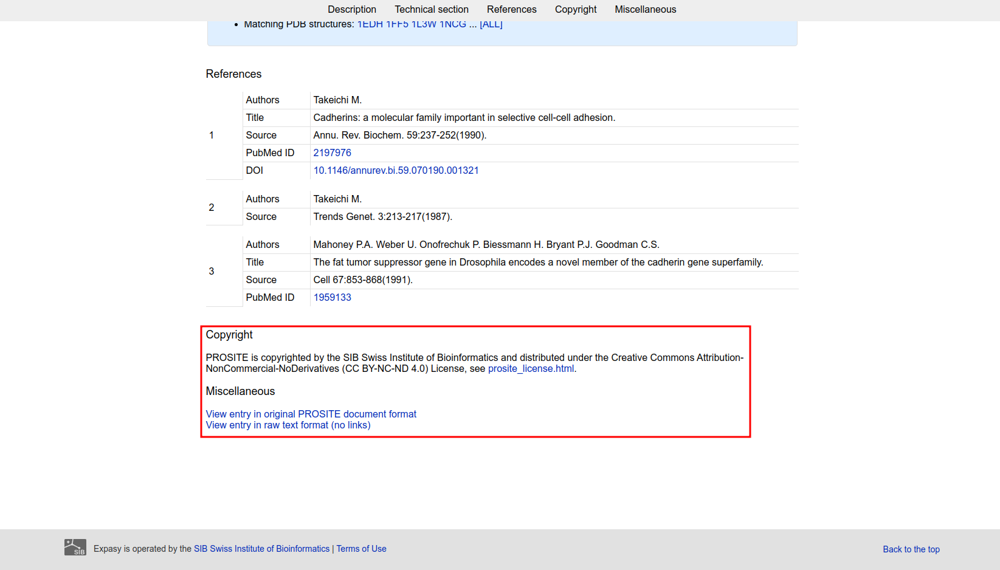 Description Technical section References Copyright Miscellaneous
• Matching PDB structures: 1EDH 1FF5 1L3W 1NCG ... [ALL]
References
1
Authors Takeichi M.
Title Cadherins: a molecular family important in selective cell-cell adhesion.
Source Annu. Rev. Biochem. 59:237-252(1990).
PubMed ID 2197976
DOI 10.1146/annurev.bi.59.070190.001321
2
Authors Takeichi M.
Source Trends Genet. 3:213-217(1987).
3
Authors Mahoney P.A. Weber U. Onofrechuk P. Biessmann H. Bryant P.J. Goodman C.S.
Title The fat tumor suppressor gene in Drosophila encodes a novel member of the cadherin gene superfamily.
Source Cell 67:853-868(1991).
PubMed ID 1959133
Copyright
PROSITE is copyrighted by the SIB Swiss Institute of Bioinformatics and distributed under the Creative Commons Attribution-
NonCommercial-NoDerivatives (CC BY-NC-ND 4.0) License, see prosite_license.html.
Miscellaneous
View entry in original PROSITE document format
View entry in raw text format (no links)
SIB
Expasy is operated by the SIB Swiss Institute of Bioinformatics | Terms of Use
Back to the top